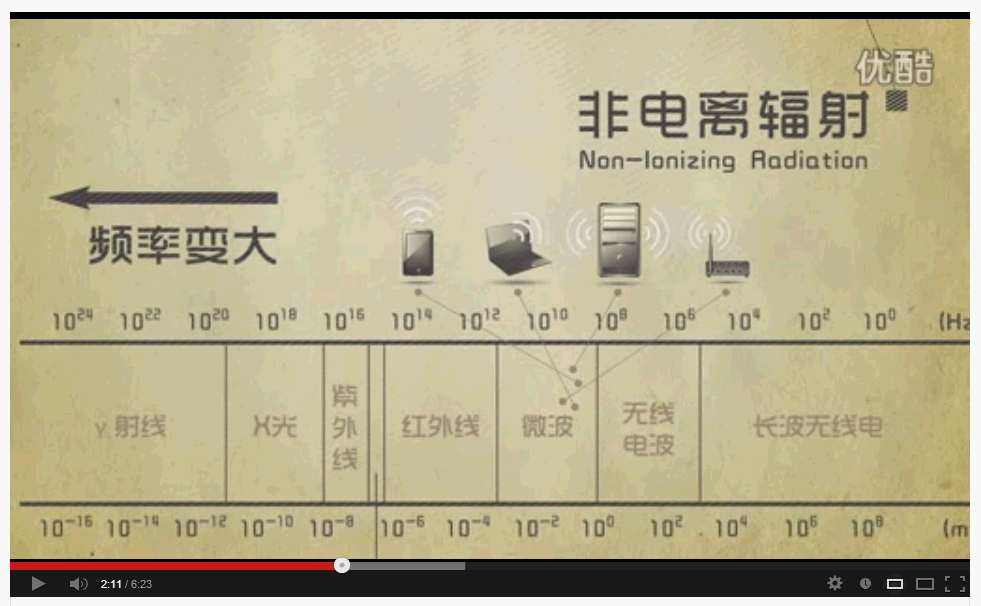 优酷
非电离辐射
Non-Ionizing Radiation
频率变大
10²⁴ 10²² 10²⁰ 10¹⁸ 10¹⁶ 10¹⁴ 10¹² 10¹⁰ 10⁸ 10⁶ 10⁴ 10² 10⁰ (Hz
γ射线 X光 紫外线 红外线 微波 无线电波 长波无线电
10⁻¹⁶ 10⁻¹⁴ 10⁻¹² 10⁻¹⁰ 10⁻⁸ 10⁻⁶ 10⁻⁴ 10⁻² 10⁰ 10² 10⁴ 10⁶ 10⁸ (m
2:11 / 6:23